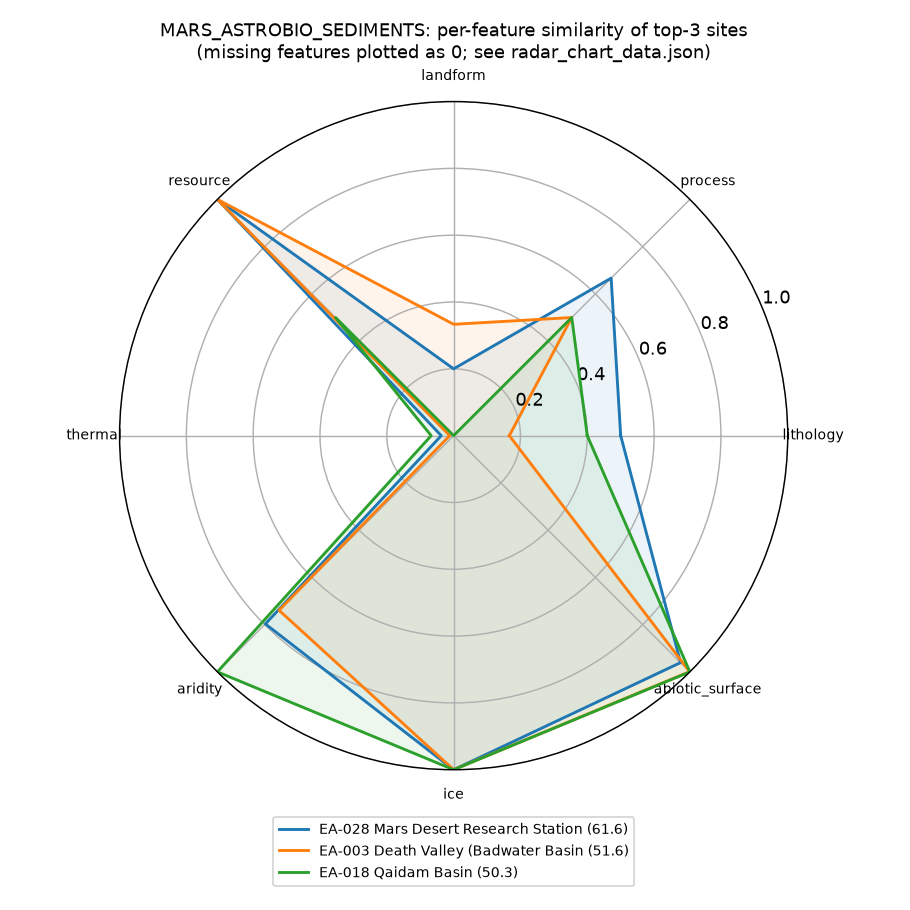 MARS_ASTROBIO_SEDIMENTS: per-feature similarity of top-3 sites
(missing features plotted as 0; see radar_chart_data.json)
landform
resource
process
1.0
0.8
0.6
0.4
0.2
thermal
lithology
aridity
abiotic_surface
ice
EA-028 Mars Desert Research Station (61.6)
EA-003 Death Valley (Badwater Basin (51.6)
EA-018 Qaidam Basin (50.3)